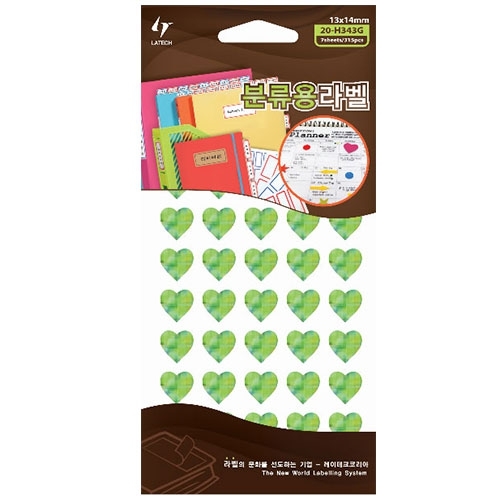 LATECH
13x14mm
20-H343G
7sheets/315pcs
분류용라벨
Planner
라벨의 문화를 선도하는 기업 - 레이테크코리아
The New World Labelling System